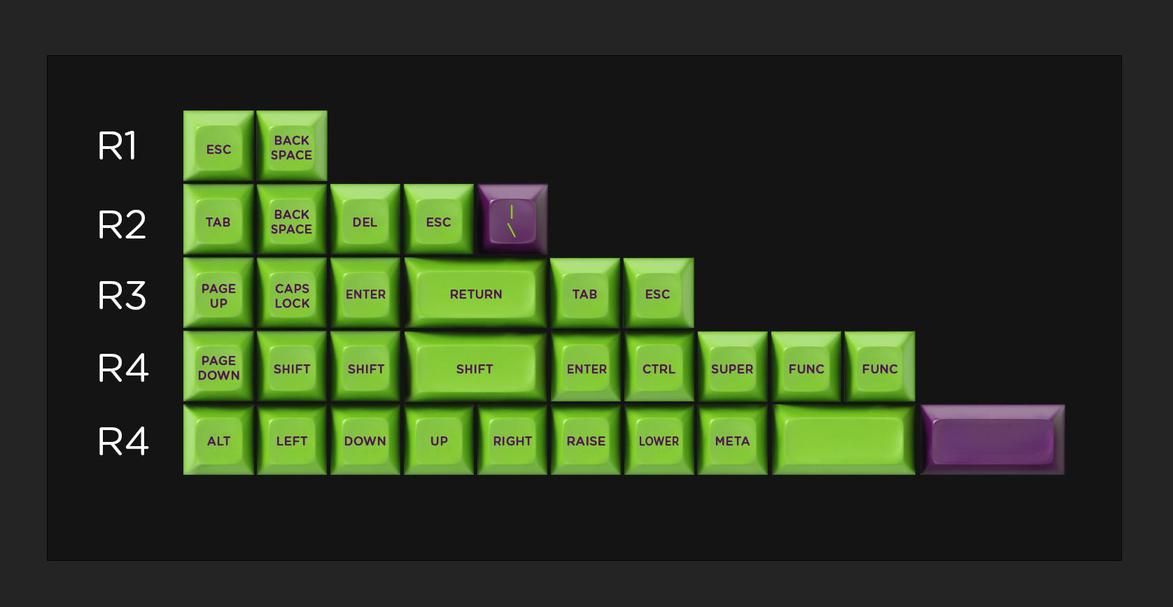 R1
ESC
BACK
SPACE
R2
TAB
BACK
SPACE
DEL
ESC
|
\
R3
PAGE
UP
CAPS
LOCK
ENTER
RETURN
TAB
ESC
R4
PAGE
DOWN
SHIFT
SHIFT
SHIFT
ENTER
CTRL
SUPER
FUNC
FUNC
R4
ALT
LEFT
DOWN
UP
RIGHT
RAISE
LOWER
META